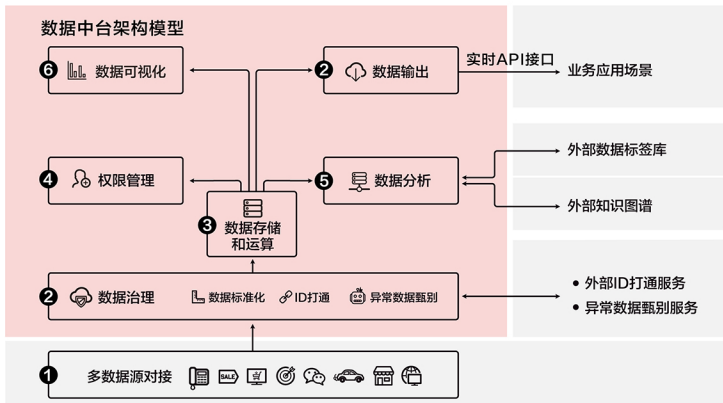 数据中台架构模型
6 数据可视化
2 数据输出
实时API接口
业务应用场景
4 权限管理
5 数据分析
外部数据标签库
外部知识图谱
3 数据存储
和运算
2 数据治理
数据标准化
ID打通
异常数据甄别
• 外部ID打通服务
• 异常数据甄别服务
1 多数据源对接
SALE